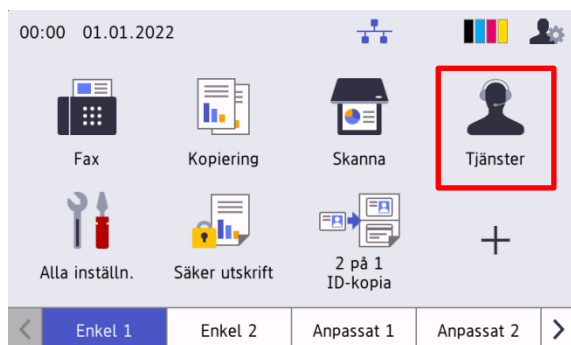 00:00 01.01.2022
Fax
Kopiering
Skanna
Tjänster
Alla inställn.
Säker utskrift
2 på 1
ID-kopia
Enkel 1
Enkel 2
Anpassat 1
Anpassat 2